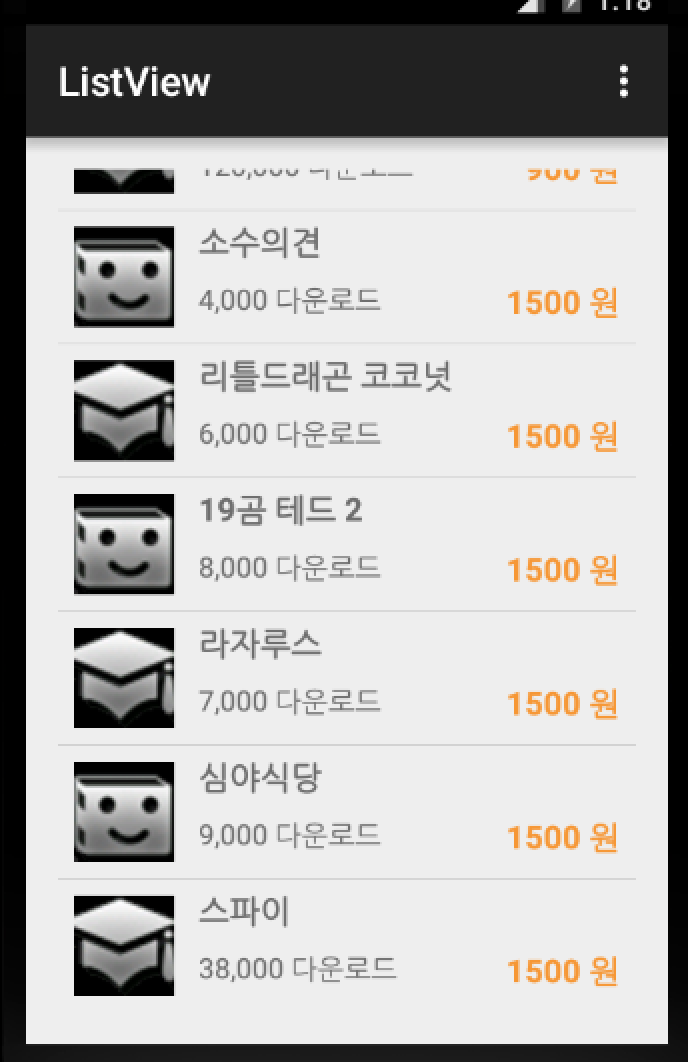 1:18
ListView
소수의견
4,000 다운로드
1500 원
리틀드래곤 코코넛
6,000 다운로드
1500 원
19곰 테드 2
8,000 다운로드
1500 원
라자루스
7,000 다운로드
1500 원
심야식당
9,000 다운로드
1500 원
스파이
38,000 다운로드
1500 원